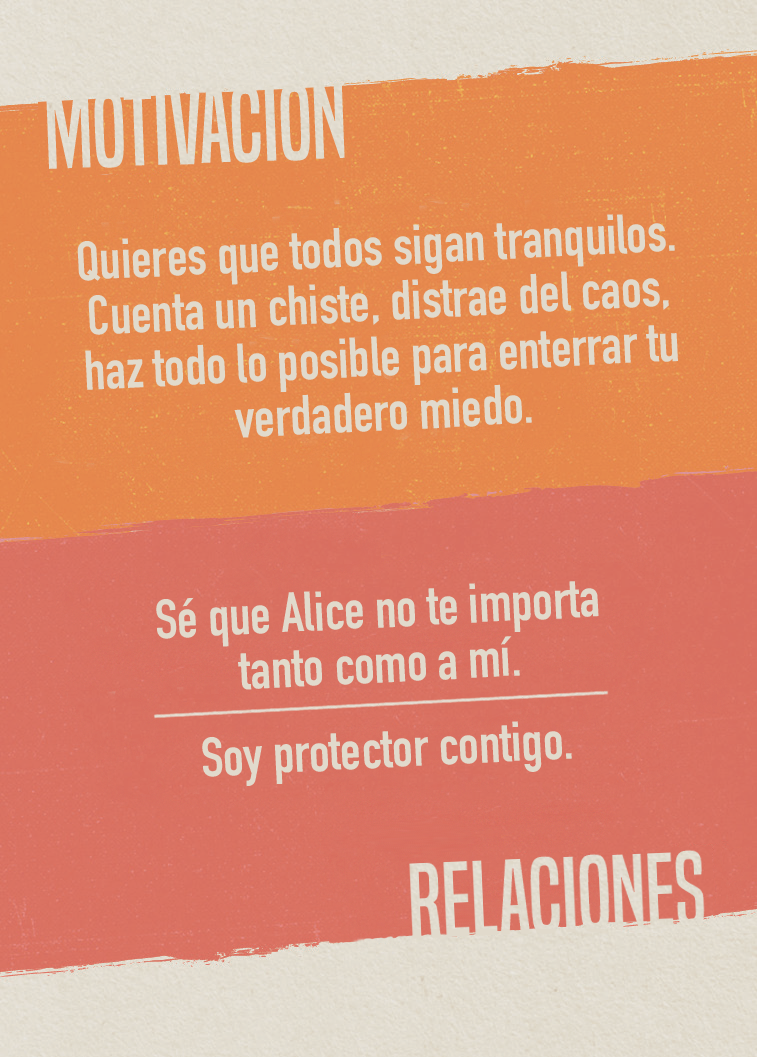 MOTIVACIÓN
Quieres que todos sigan tranquilos.
Cuenta un chiste, distrae del caos,
haz todo lo posible para enterrar tu
verdadero miedo.
Sé que Alice no te importa
tanto como a mí.
Soy protector contigo.
RELACIONES